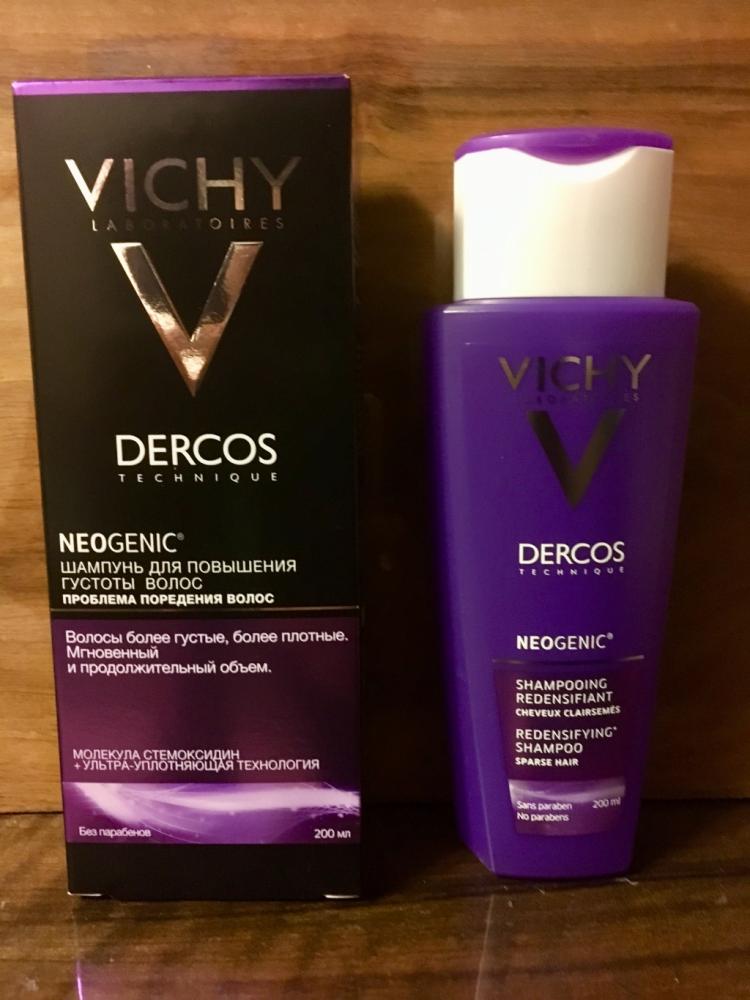 VICHY
LABORATOIRES
V
DERCOS
TECHNIQUE
NEOGENIC®
ШАМПУНЬ ДЛЯ ПОВЫШЕНИЯ
ГУСТОТЫ ВОЛОС
ПРОБЛЕМА ПОРЕДЕНИЯ ВОЛОС
Волосы более густые, более плотные.
Мгновенный
и продолжительный объем.
МОЛЕКУЛА СТЕМОКСИДИН
+УЛЬТРА-УПЛОТНЯЮЩАЯ ТЕХНОЛОГИЯ
Без парабенов 200 мл
VICHY
LABORATOIRES
V
DERCOS
TECHNIQUE
NEOGENIC®
SHAMPOOING
REDENSIFIANT
CHEVEUX CLAIRSEMÉS
REDENSIFYING*
SHAMPOO
SPARSE HAIR
Sans paraben 200 ml
No parabens